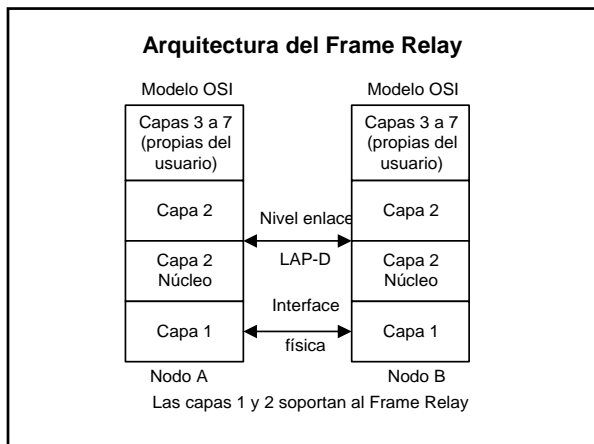 Arquitectura del Frame Relay
Modelo OSI
Modelo OSI
Capas 3 a 7
(propias del
usuario)
Capas 3 a 7
(propias del
usuario)
Capa 2
Nivel enlace
Capa 2
LAP-D
Capa 2
Núcleo
Capa 2
Núcleo
Interface
Capa 1
Capa 1
física
Nodo A
Nodo B
Las capas 1 y 2 soportan al Frame Relay